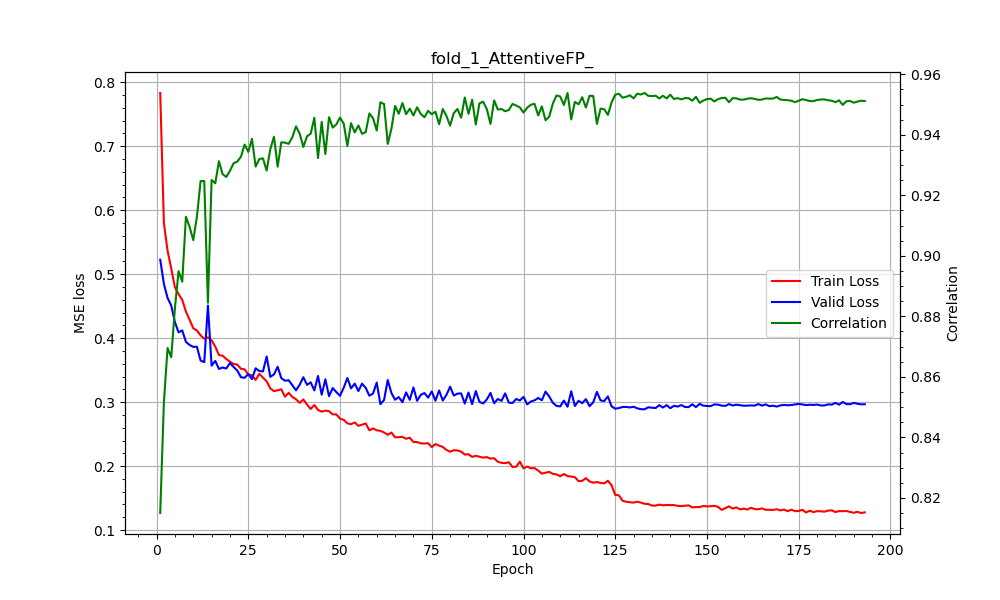 fold_1_AttentiveFP_
0.8
0.7
0.6
0.5
0.4
0.3
0.2
0.1
MSE loss
0.96
0.94
0.92
0.90
0.88
0.86
0.84
0.82
Correlation
Train Loss
Valid Loss
Correlation
0 25 50 75 100 125 150 175 200
Epoch